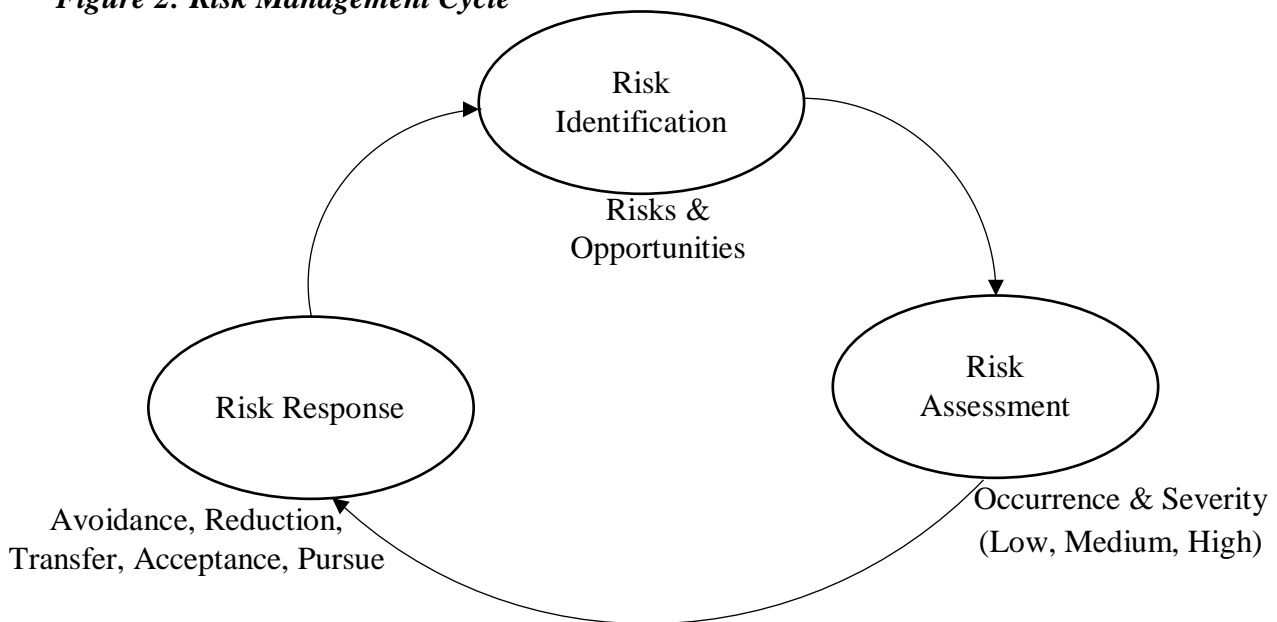 Figure 2: Risk Management Cycle
Risk
Identification
Risks &
Opportunities
Risk
Assessment
Occurrence & Severity
(Low, Medium, High)
Risk Response
Avoidance, Reduction,
Transfer, Acceptance, Pursue